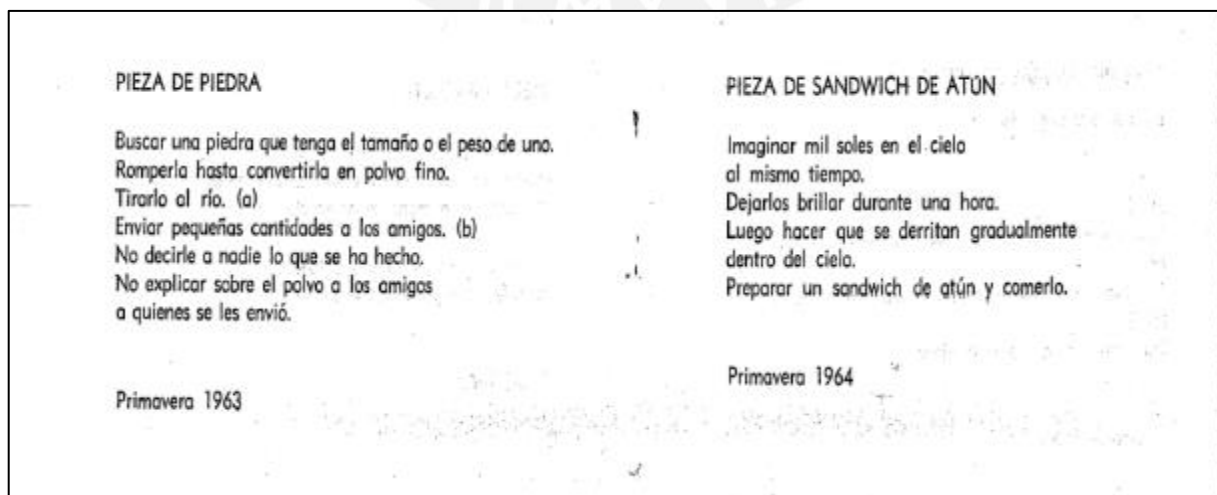 PIEZA DE PIEDRA
Buscar una piedra que tenga el tamaño o el peso de uno.
Romperla hasta convertirla en polvo fino.
Tirarlo al río. (a)
Enviar pequeñas cantidades a los amigos. (b)
No decirle a nadie lo que se ha hecho.
No explicar sobre el polvo a los amigos
a quienes se les envió.
Primavera 1963
PIEZA DE SANDWICH DE ATÚN
Imaginar mil soles en el cielo
al mismo tiempo.
Dejarlos brillar durante una hora.
Luego hacer que se derritan gradualmente
dentro del cielo.
Preparar un sandwich de atún y comerlo.
Primavera 1964